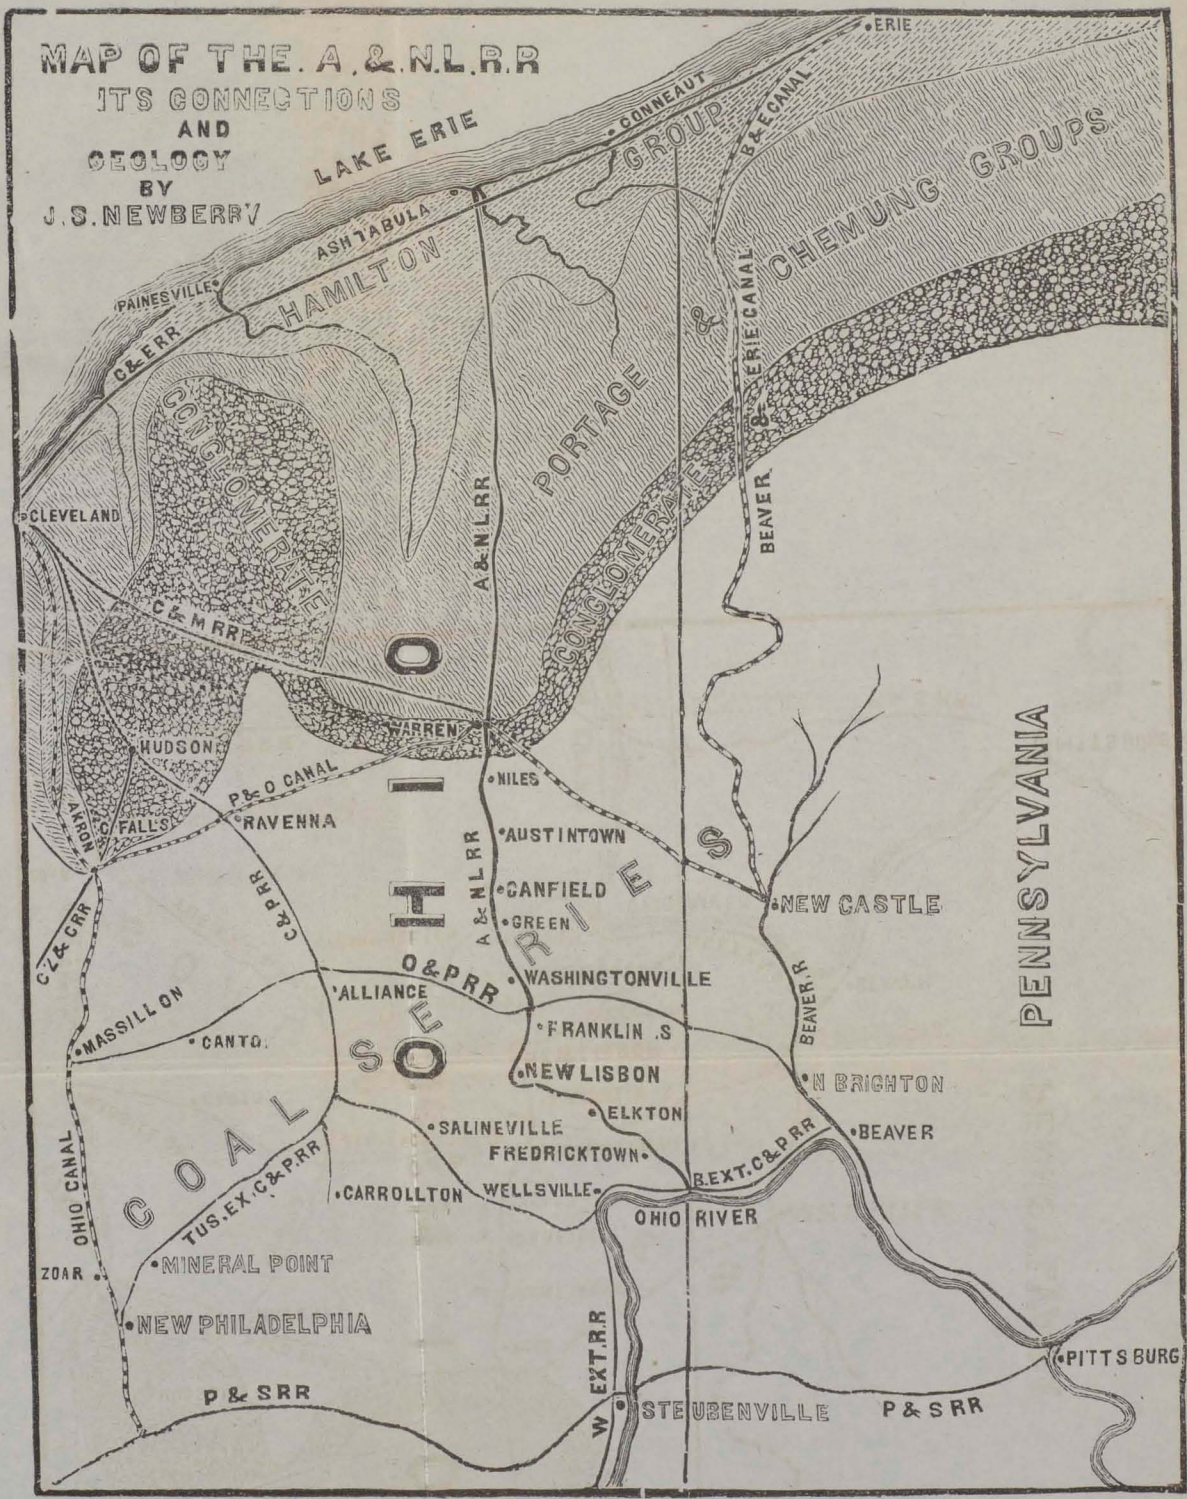 MAP OF THE. A. &. N. L. R. R
ITS CONNECTIONS
AND
GEOLOGY
BY
J. S. NEWBERRY
LAKE ERIE
ERIE
CONNEAUT
GROUP
B & E CANAL
ASHTABULA
HAMILTON
PAINESVILLE
C & E RR
CHEMUNG GROUPS
&
PORTAGE
BEAVER & ERIE CANAL
CONGLOMERATE
CONGLOMERATE
A & N. L. RR
CLEVELAND
C & M RR
OHIO
WARREN
HUDSON
P & O CANAL
NILES
AKRON
C. FALLS
RAVENNA
AUSTINTOWN
PENNSYLVANIA
C & P RR
A & N L RR
CANFIELD
GREEN
NEW CASTLE
C Z & C RR
O & P RR
WASHINGTONVILLE
ALLIANCE
BEAVER. R
MASSILLON
CANTO.
FRANKLIN .S
COAL SERIES
NEW LISBON
N BRIGHTON
ELKTON
SALINEVILLE
BEAVER
FREDRICKTOWN
B. EXT. C & P RR
OHIO CANAL
TUS. EX. C & P. RR
CARROLLTON
WELLSVILLE
OHIO RIVER
ZOAR
MINERAL POINT
NEW PHILADELPHIA
W EXT. R. R
PITTSBURG
P & S RR
STEUBENVILLE
P & S RR